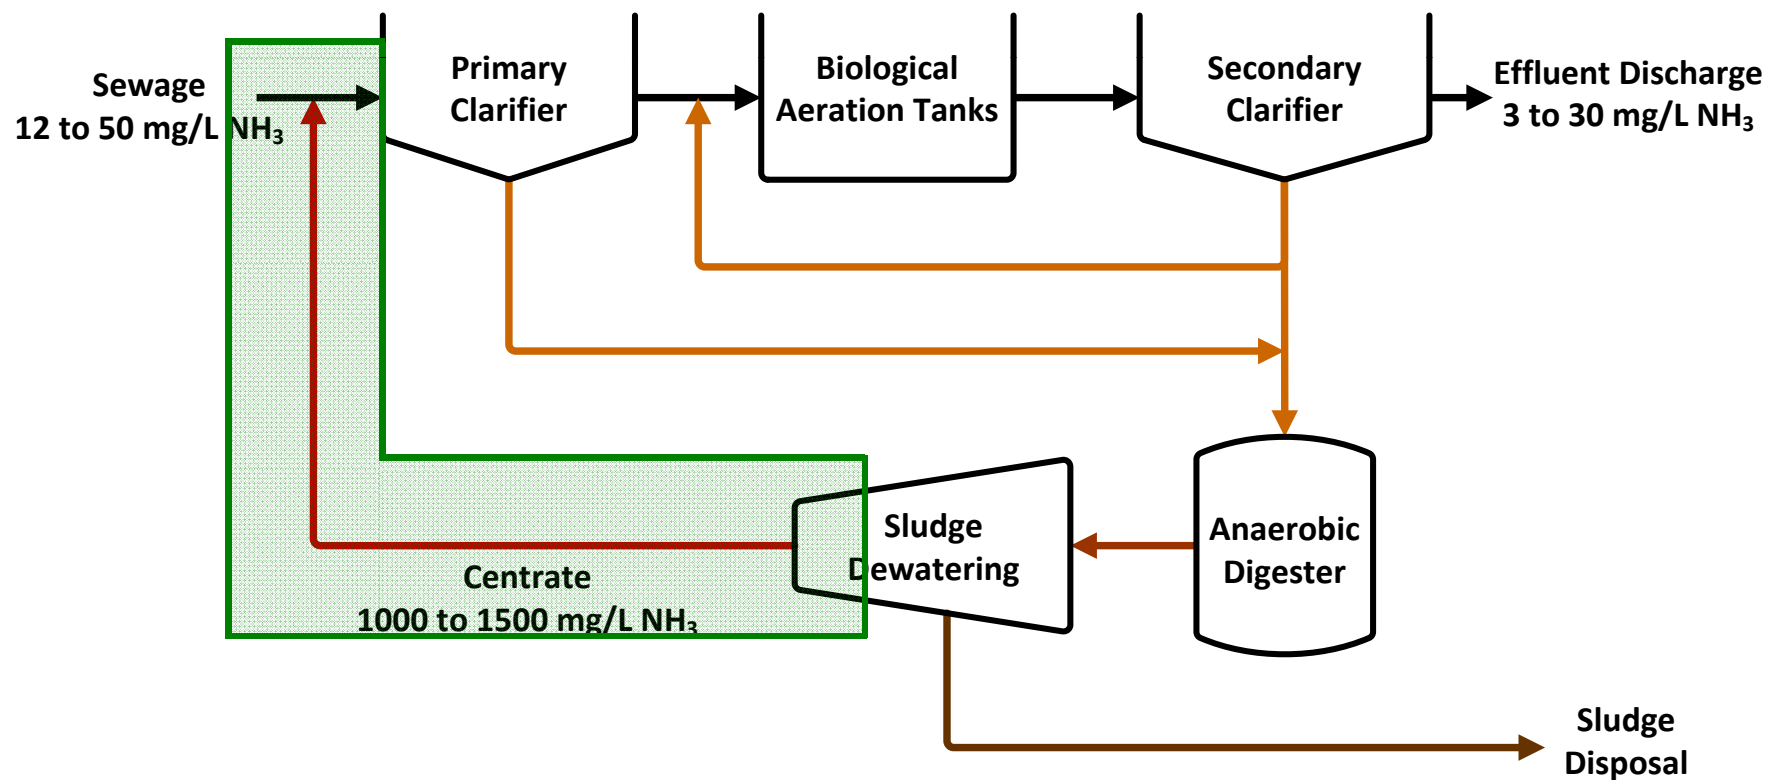 Sewage
12 to 50 mg/L NH₃
Primary
Clarifier
Biological
Aeration Tanks
Secondary
Clarifier
Effluent Discharge
3 to 30 mg/L NH₃
Sludge
Dewatering
Anaerobic
Digester
Centrate
1000 to 1500 mg/L NH₃
Sludge
Disposal